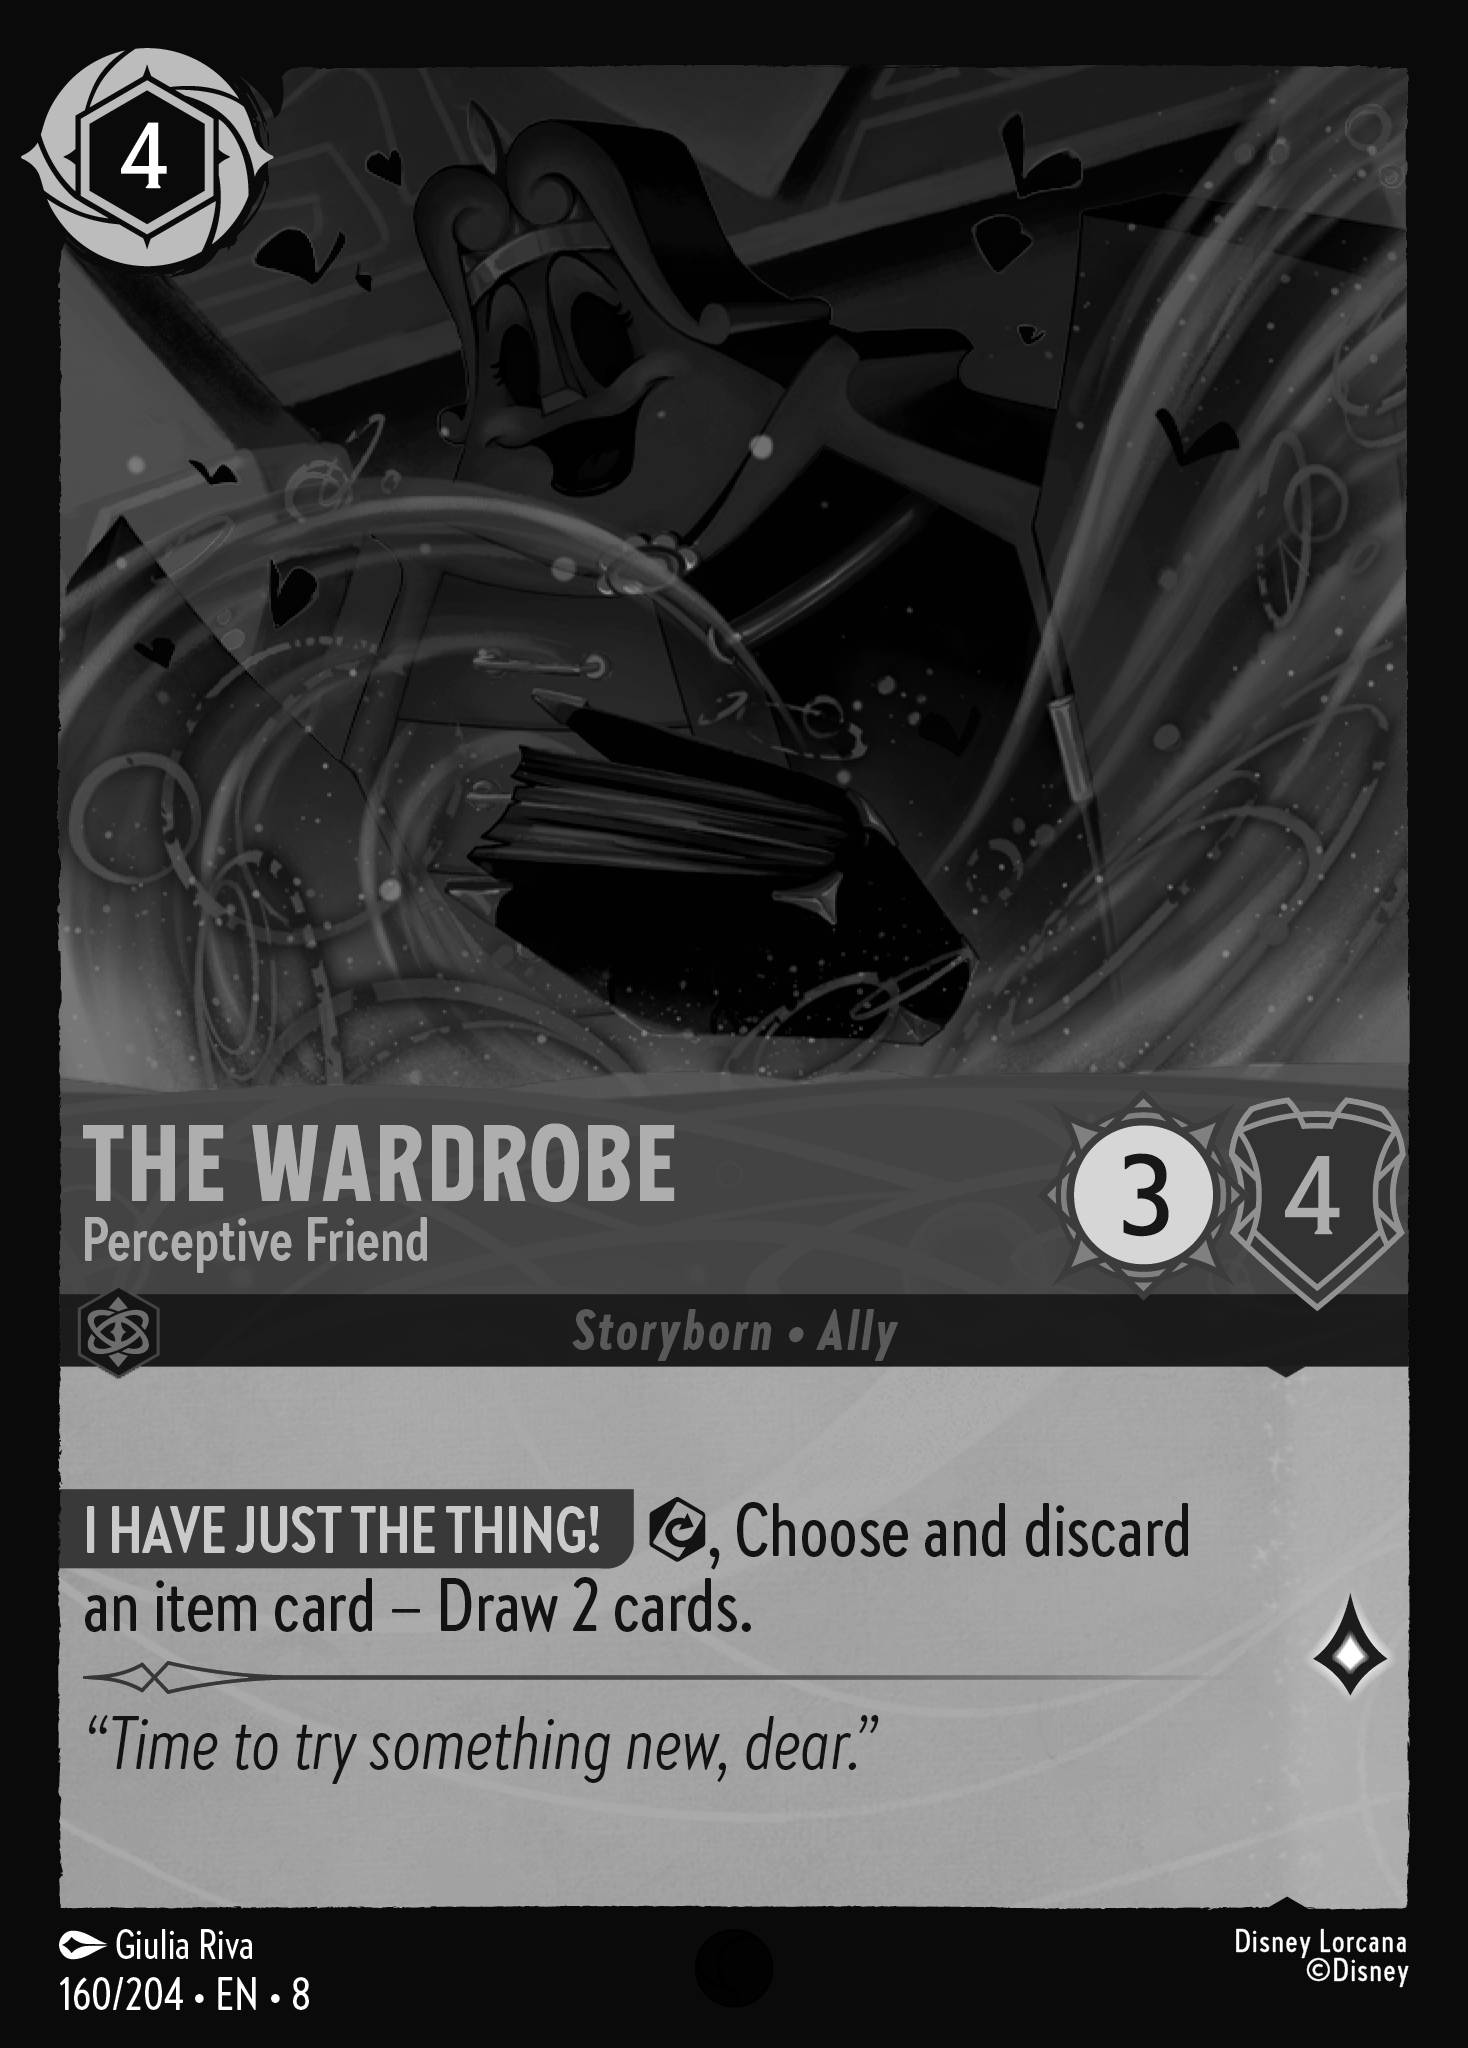 4
THE WARDROBE
Perceptive Friend
3
4
Storyborn • Ally
I HAVE JUST THE THING! , Choose and discard
an item card – Draw 2 cards.
“Time to try something new, dear.”
Giulia Riva
160/204 • EN • 8
Disney Lorcana
©Disney